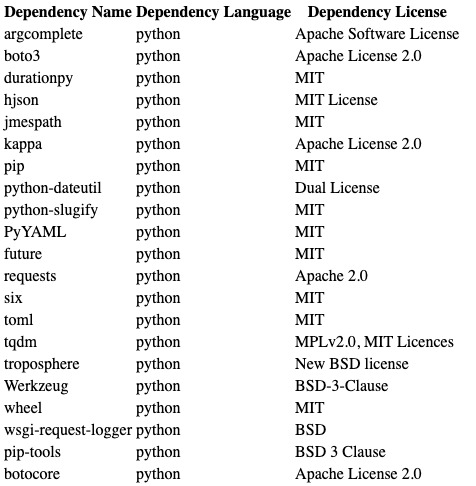 Dependency Name Dependency Language Dependency License
argcomplete python Apache Software License
boto3 python Apache License 2.0
durationpy python MIT
hjson python MIT License
jmespath python MIT
kappa python Apache License 2.0
pip python MIT
python-dateutil python Dual License
python-slugify python MIT
PyYAML python MIT
future python MIT
requests python Apache 2.0
six python MIT
toml python MIT
tqdm python MPLv2.0, MIT Licences
troposphere python New BSD license
Werkzeug python BSD-3-Clause
wheel python MIT
wsgi-request-logger python BSD
pip-tools python BSD 3 Clause
botocore python Apache License 2.0